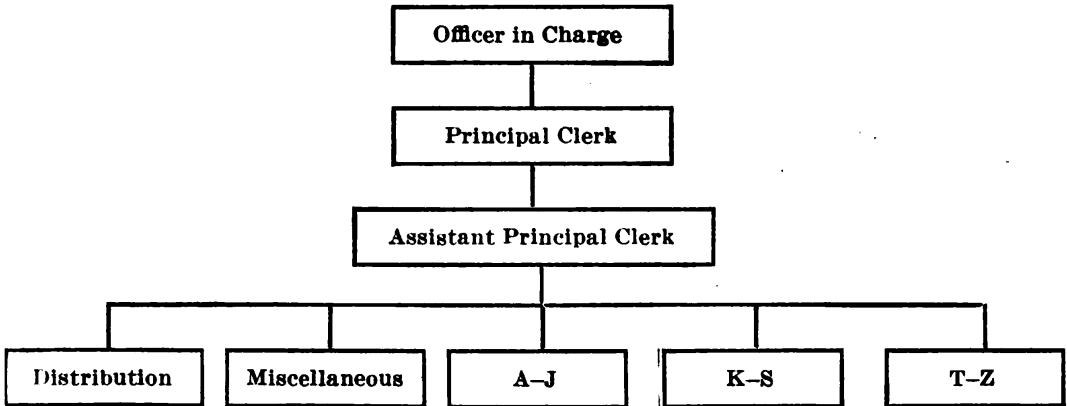 Officer in Charge
Principal Clerk
Assistant Principal Clerk
Distribution
Miscellaneous
A–J
K–S
T–Z